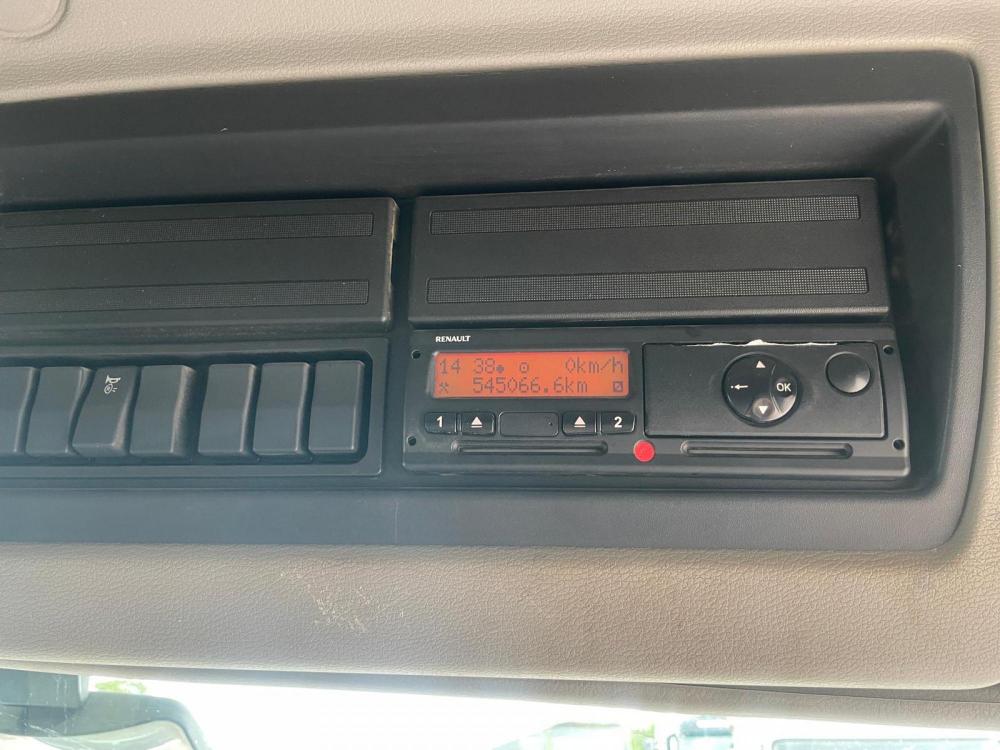 RENAULT
14 38 0km/h
545066.6km
1 2
OK